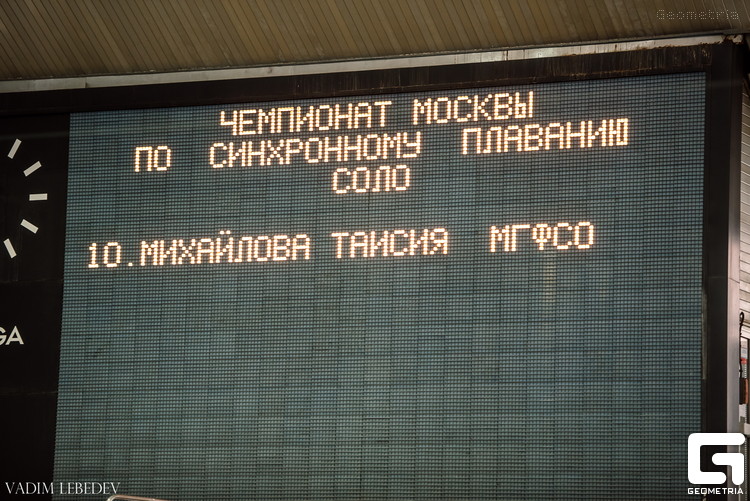 Geometria
ЧЕМПИОНАТ МОСКВЫ
ПО СИНХРОННОМУ ПЛАВАНИЮ
СОЛО
10.МИХАЙЛОВА ТАИСИЯ МГФСО
GA
VADIM LEBEDEV
GEOMETRIA